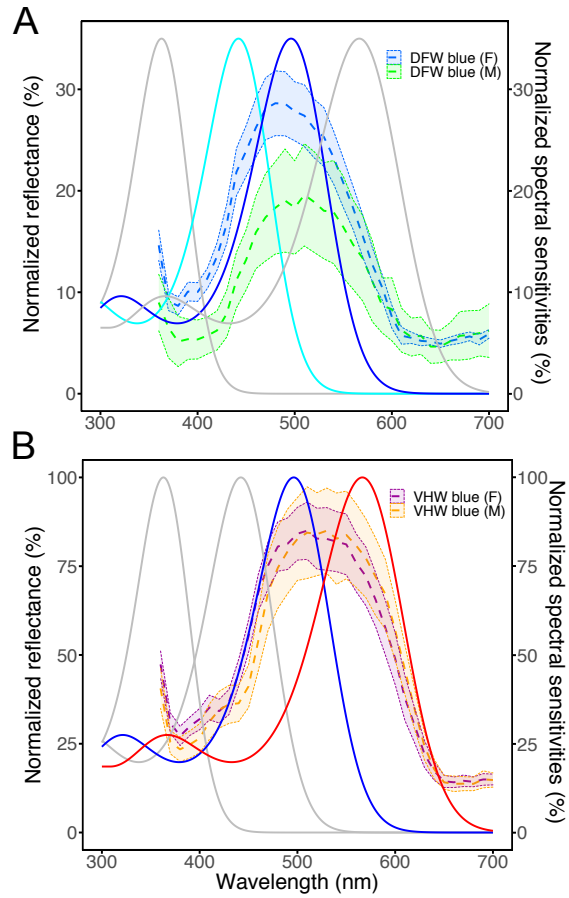 A
Normalized reflectance (%)
Normalized spectral sensitivities (%)
DFW blue (F)
DFW blue (M)
30
20
10
0
30
20
10
0
300 400 500 600 700
B
Normalized reflectance (%)
Normalized spectral sensitivities (%)
VHW blue (F)
VHW blue (M)
100
75
50
25
0
100
75
50
25
0
300 400 500 600 700
Wavelength (nm)